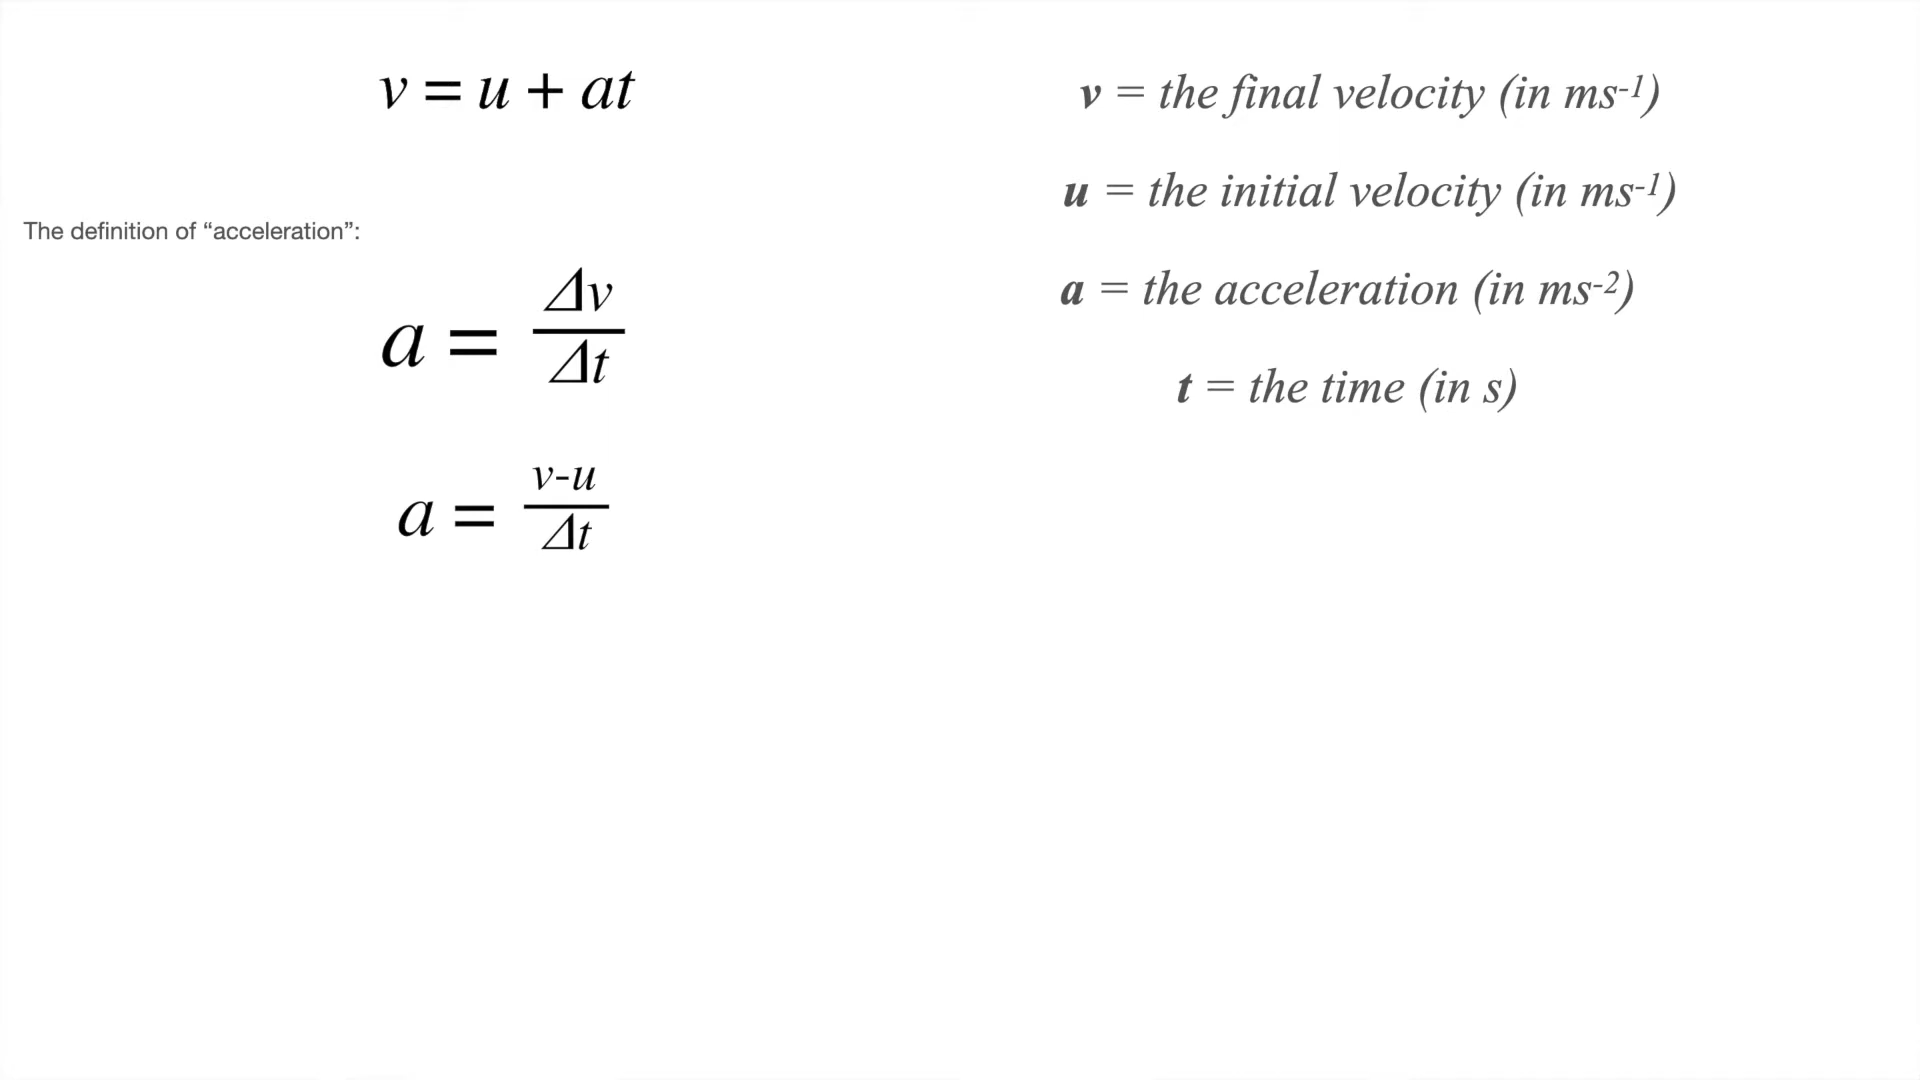 v = u + at
The definition of “acceleration”:
a = Δv/Δt
a = v-u/Δt
v = the final velocity (in ms-1)
u = the initial velocity (in ms-1)
a = the acceleration (in ms-2)
t = the time (in s)